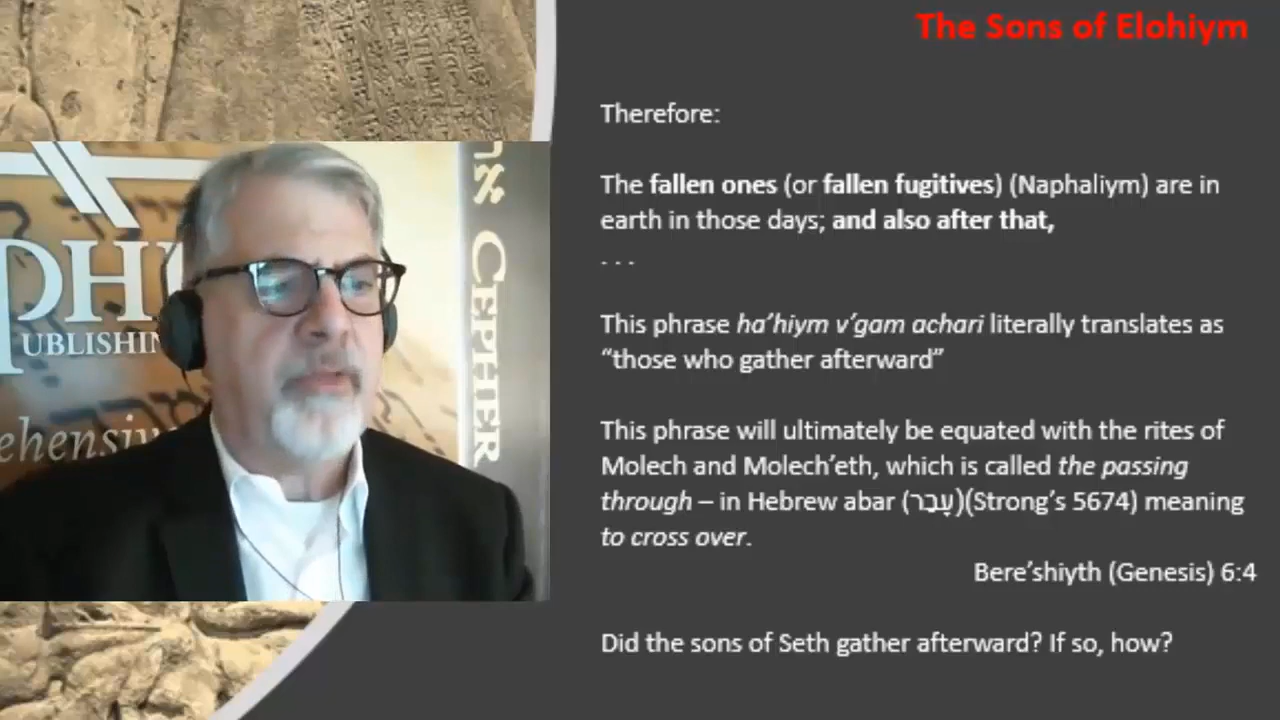 The Sons of Elohiym
Therefore:
The fallen ones (or fallen fugitives) (Naphaliym) are in
earth in those days; and also after that,
. . .
This phrase ha’hiym v’gam achari literally translates as
“those who gather afterward”
This phrase will ultimately be equated with the rites of
Molech and Molech’eth, which is called the passing
through – in Hebrew abar (עָבַר)(Strong’s 5674) meaning
to cross over.
Bere’shiyth (Genesis) 6:4
Did the sons of Seth gather afterward? If so, how?
PH
UBLISHIN
ehensiv
את CEPHER